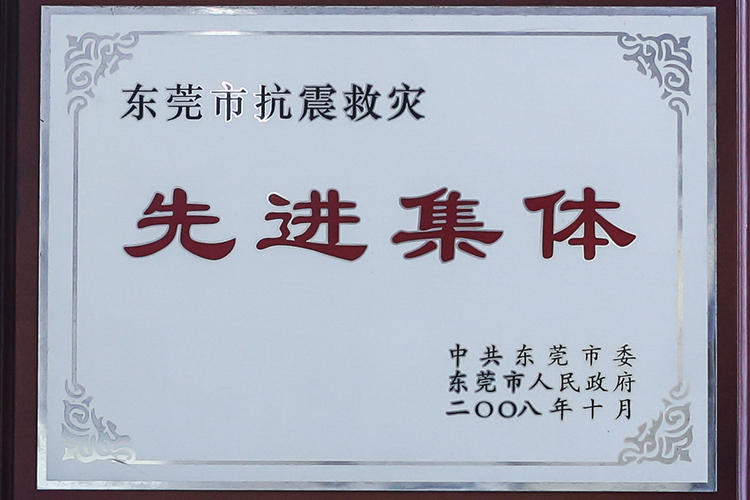 东莞市抗震救灾
先进集体
中共东莞市委
东莞市人民政府
二〇〇八年十月